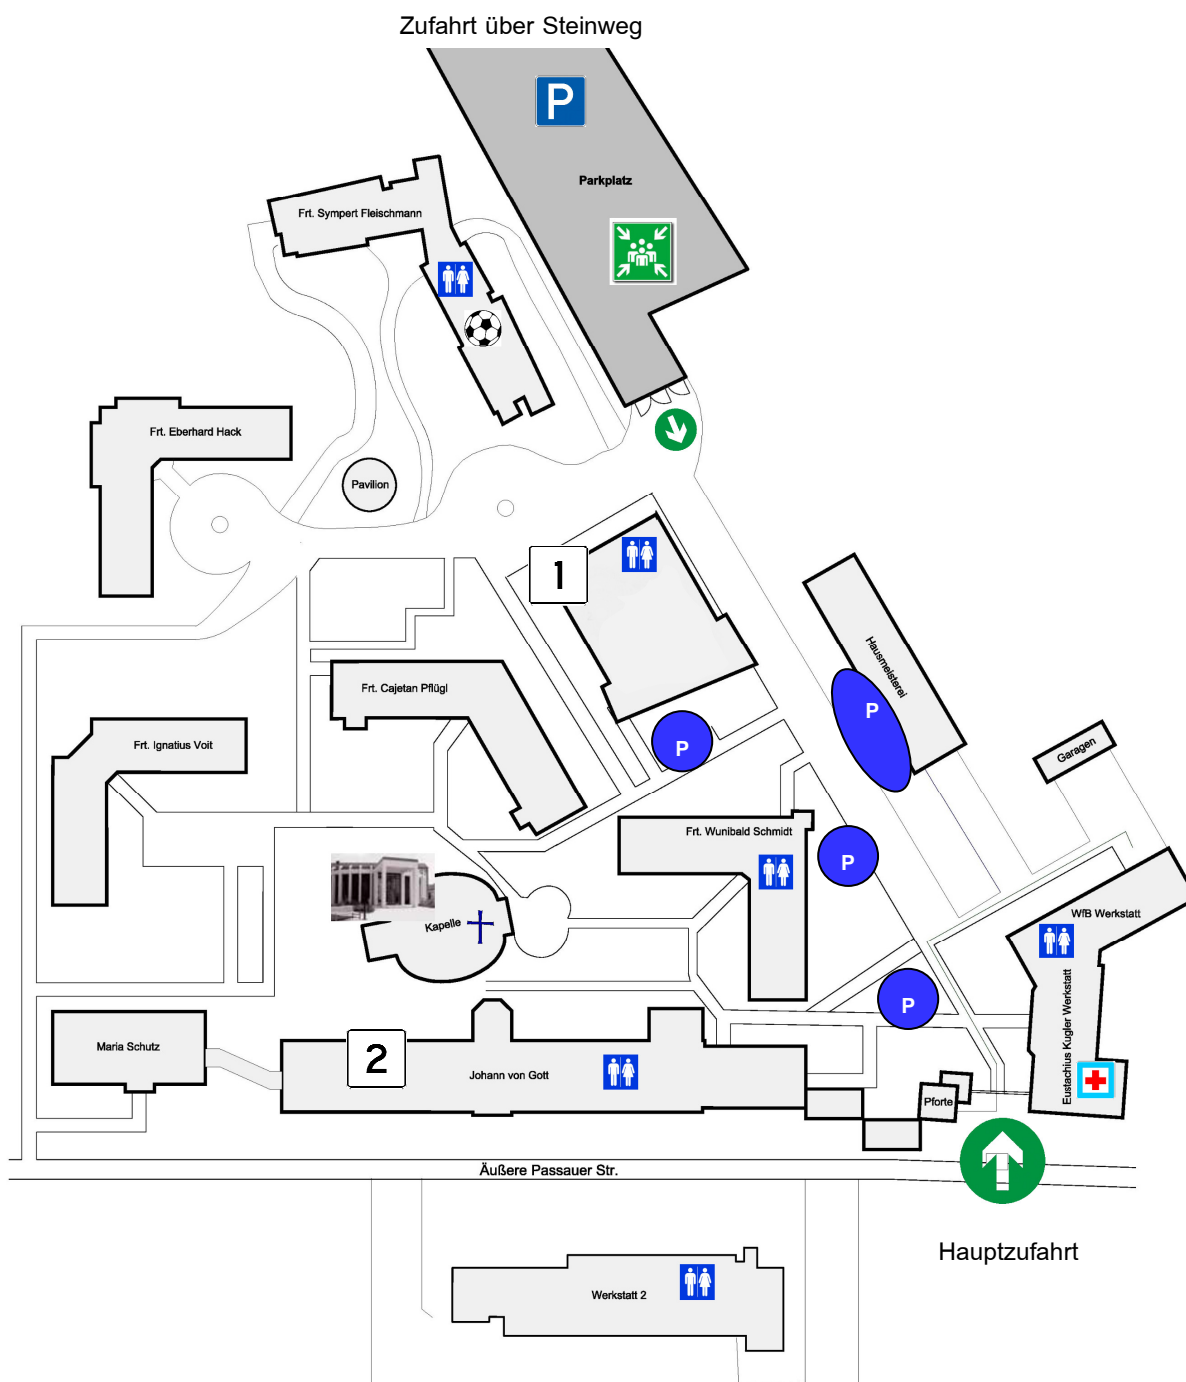 Zufahrt über Steinweg
P
Parkplatz
Frt. Sympert Fleischmann
Frt. Eberhard Hack
Pavilion
1
Hausmeisterei
P
Frt. Cajetan Pflügl
Frt. Ignatius Voit
P
Garagen
Frt. Wunibald Schmidt
P
Kapelle
WfB Werkstatt
P
Eustachius Kugler Werkstatt
Maria Schutz
2
Johann von Gott
Pforte
Äußere Passauer Str.
Hauptzufahrt
Werkstatt 2